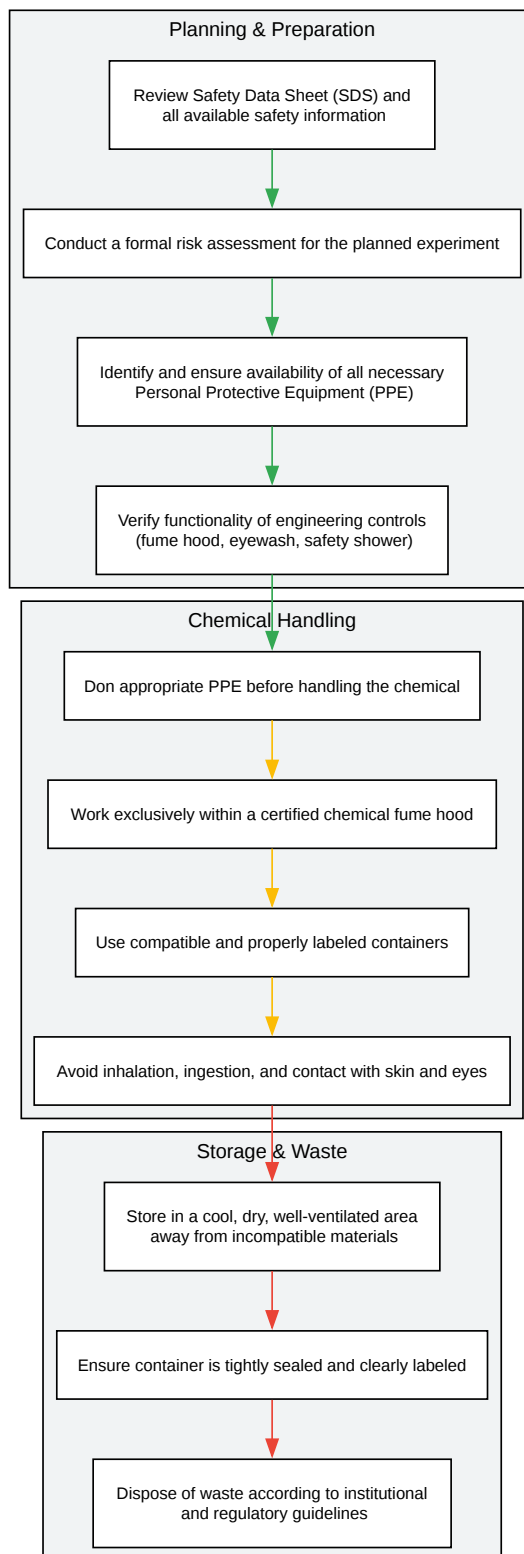 Planning & Preparation
Review Safety Data Sheet (SDS) and
all available safety information
Conduct a formal risk assessment for the planned experiment
Identify and ensure availability of all necessary
Personal Protective Equipment (PPE)
Verify functionality of engineering controls
(fume hood, eyewash, safety shower)
Chemical Handling
Don appropriate PPE before handling the chemical
Work exclusively within a certified chemical fume hood
Use compatible and properly labeled containers
Avoid inhalation, ingestion, and contact with skin and eyes
Storage & Waste
Store in a cool, dry, well-ventilated area
away from incompatible materials
Ensure container is tightly sealed and clearly labeled
Dispose of waste according to institutional
and regulatory guidelines